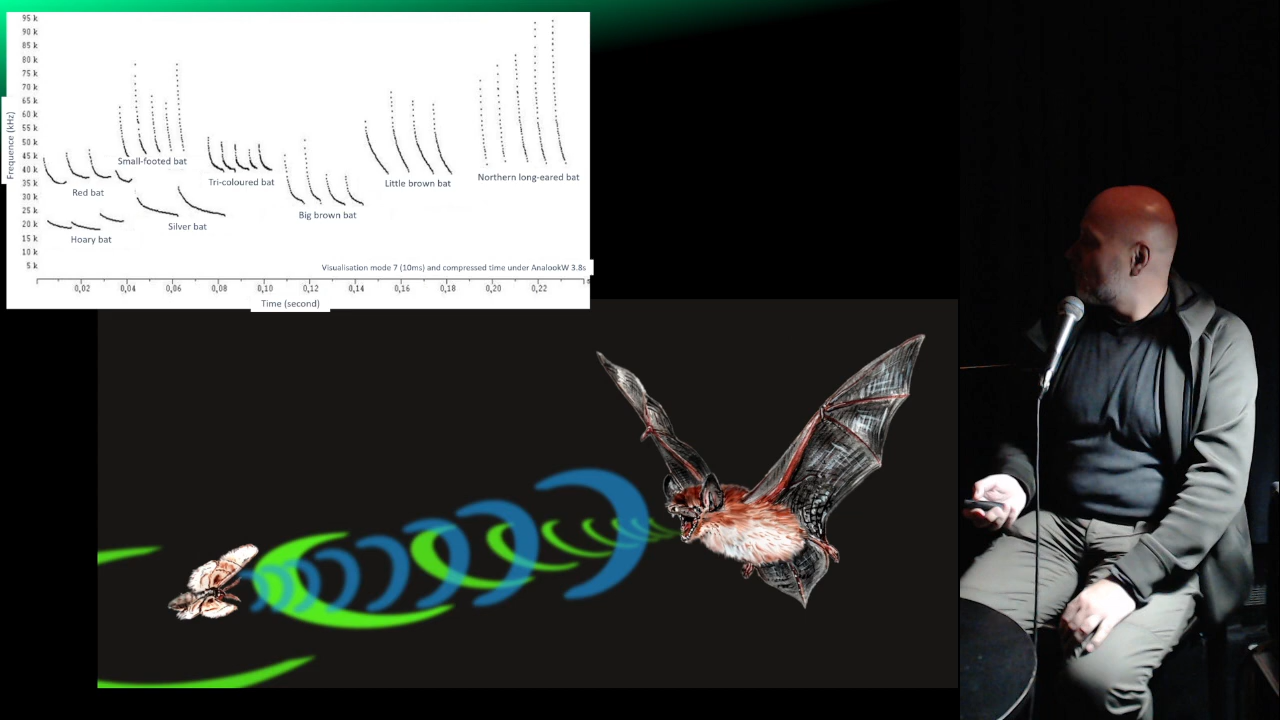 95 k
90 k
85 k
80 k
75 k
70 k
65 k
60 k
55 k
50 k
45 k
40 k
35 k
30 k
25 k
20 k
15 k
10 k
5 k
Frequence (kHz)
Small-footed bat
Red bat
Tri-coloured bat
Little brown bat
Northern long-eared bat
Big brown bat
Silver bat
Hoary bat
Visualisation mode 7 (10ms) and compressed time under AnalookW 3.8s
0,02 0,04 0,06 0,08 0,10 0,12 0,14 0,16 0,18 0,20 0,22
Time (second)